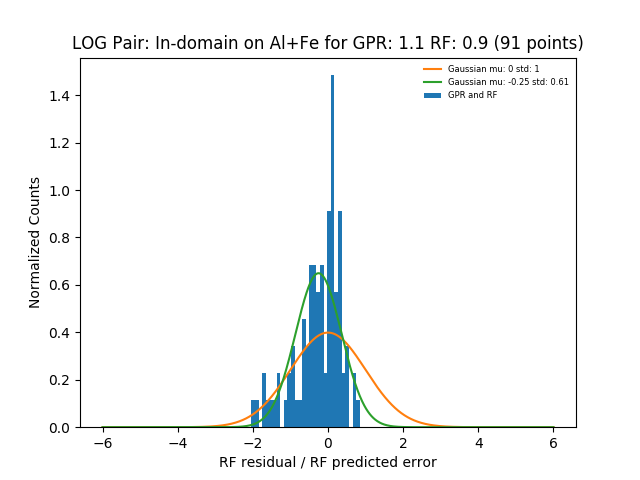 LOG Pair: In-domain on Al+Fe for GPR: 1.1 RF: 0.9 (91 points)
Gaussian mu: 0 std: 1
Gaussian mu: -0.25 std: 0.61
GPR and RF
Normalized Counts
1.4
1.2
1.0
0.8
0.6
0.4
0.2
0.0
−6
−4
−2
0
2
4
6
RF residual / RF predicted error